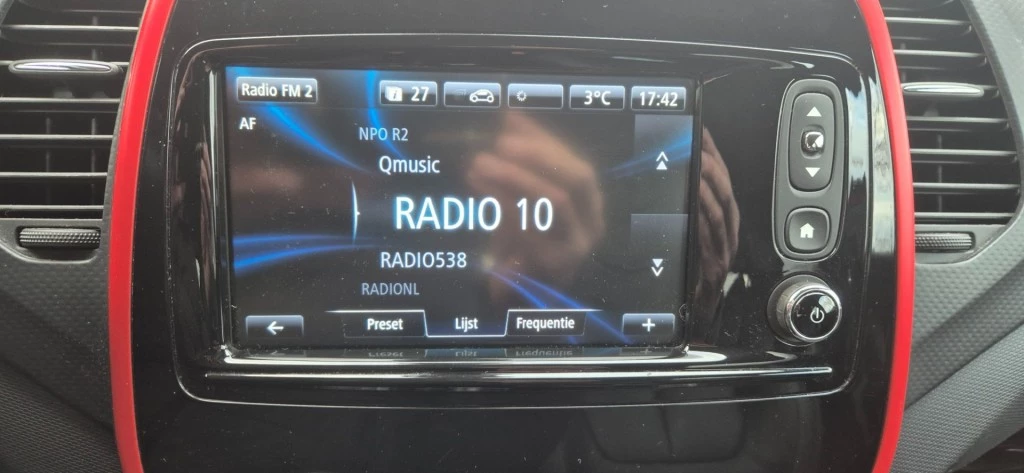 Radio FM 2 27 3°C 17:42
AF
NPO R2
Qmusic
RADIO 10
RADIO538
RADIONL
Preset Lijst Frequentie +